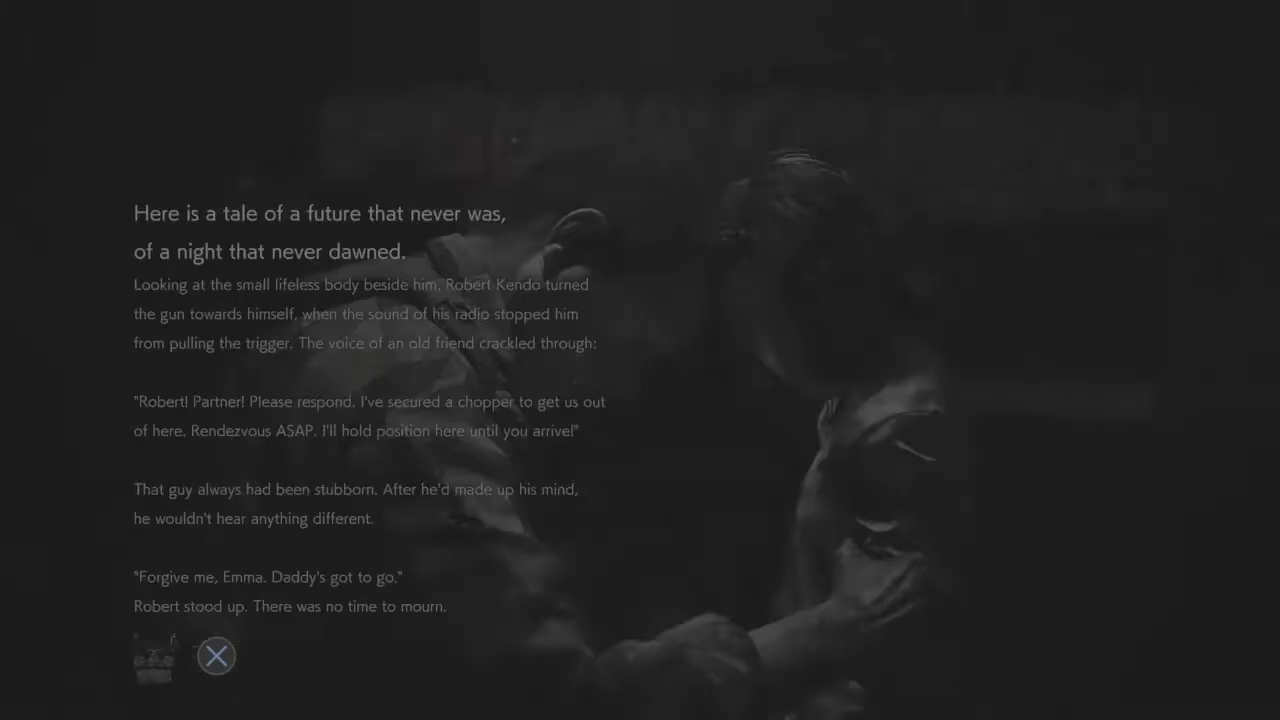 Here is a tale of a future that never was,
of a night that never dawned.
Looking at the small lifeless body beside him, Robert Kendo turned
the gun towards himself, when the sound of his radio stopped him
from pulling the trigger. The voice of an old friend crackled through:
"Robert! Partner! Please respond. I've secured a chopper to get us out
of here. Rendezvous ASAP. I'll hold position here until you arrive!"
That guy always had been stubborn. After he'd made up his mind,
he wouldn't hear anything different.
"Forgive me, Emma. Daddy's got to go."
Robert stood up. There was no time to mourn.